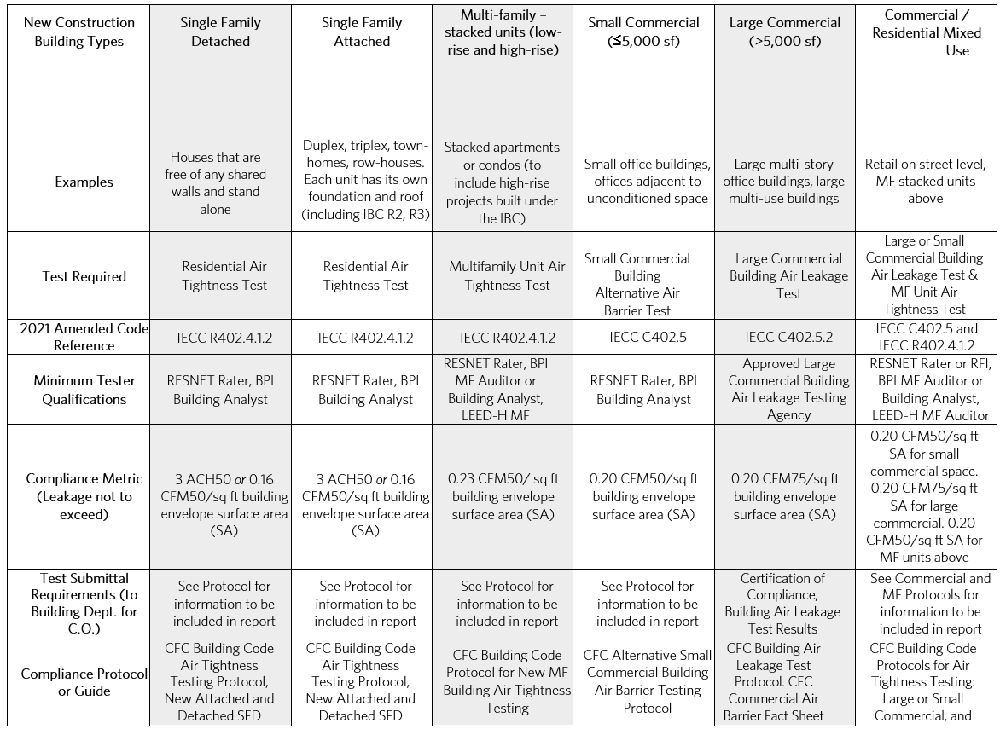 New Construction
Building Types
Single Family
Detached
Single Family
Attached
Multi-family –
stacked units (low-
rise and high-rise)
Small Commercial
(≤5,000 sf)
Large Commercial
(>5,000 sf)
Commercial /
Residential Mixed
Use
Examples
Houses that are
free of any shared
walls and stand
alone
Duplex, triplex, town-
homes, row-houses.
Each unit has its own
foundation and roof
(including IBC R2, R3)
Stacked apartments
or condos (to
include high-rise
projects built under
the IBC)
Small office buildings,
offices adjacent to
unconditioned space
Large multi-story
office buildings, large
multi-use buildings
Retail on street level,
MF stacked units
above
Test Required
Residential Air
Tightness Test
Residential Air
Tightness Test
Multifamily Unit Air
Tightness Test
Small Commercial
Building
Alternative Air
Barrier Test
Large Commercial
Building Air Leakage
Test
Large or Small
Commercial Building
Air Leakage Test &
MF Unit Air
Tightness Test
2021 Amended Code
Reference
IECC R402.4.1.2
IECC R402.4.1.2
IECC R402.4.1.2
IECC C402.5
IECC C402.5.2
IECC C402.5 and
IECC R402.4.1.2
Minimum Tester
Qualifications
RESNET Rater, BPI
Building Analyst
RESNET Rater, BPI
Building Analyst
RESNET Rater, BPI
MF Auditor or
Building Analyst,
LEED-H MF
RESNET Rater, BPI
Building Analyst
Approved Large
Commercial Building
Air Leakage Testing
Agency
RESNET Rater or RFI,
BPI MF Auditor or
Building Analyst,
LEED-H MF Auditor
Compliance Metric
(Leakage not to
exceed)
3 ACH50 or 0.16
CFM50/sq ft building
envelope surface area
(SA)
3 ACH50 or 0.16
CFM50/sq ft building
envelope surface area
(SA)
0.23 CFM50/ sq ft
building envelope
surface area (SA)
0.20 CFM50/sq ft
building envelope
surface area (SA)
0.20 CFM75/sq ft
building envelope
surface area (SA)
0.20 CFM50/sq ft
SA for small
commercial space.
0.20 CFM75/sq ft
SA for large
commercial. 0.20
CFM50/sq ft SA for
MF units above
Test Submittal
Requirements (to
Building Dept. for
C.O.)
See Protocol for
information to be
included in report
See Protocol for
information to be
included in report
See Protocol for
information to be
included in report
See Protocol for
information to be
included in report
Certification of
Compliance,
Building Air Leakage
Test Results
See Commercial and
MF Protocols for
information to be
included in report
Compliance Protocol
or Guide
CFC Building Code
Air Tightness
Testing Protocol,
New Attached and
Detached SFD
CFC Building Code
Air Tightness
Testing Protocol,
New Attached and
Detached SFD
CFC Building Code
Protocol for New MF
Building Air Tightness
Testing
CFC Alternative Small
Commercial Building
Air Barrier Testing
Protocol
CFC Building Air
Leakage Test
Protocol. CFC
Commercial Air
Barrier Fact Sheet
CFC Building Code
Protocols for Air
Tightness Testing:
Large or Small
Commercial, and